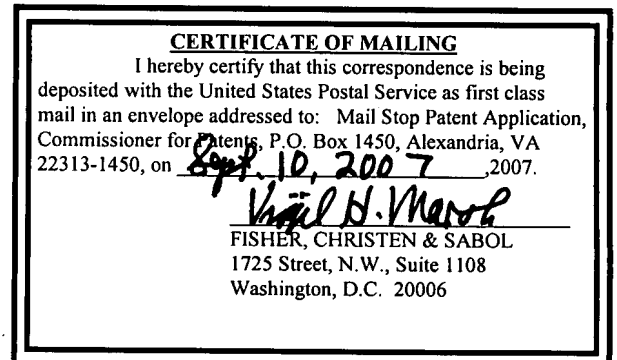 CERTIFICATE OF MAILING
I hereby certify that this correspondence is being
deposited with the United States Postal Service as first class
mail in an envelope addressed to: Mail Stop Patent Application,
Commissioner for Patents, P.O. Box 1450, Alexandria, VA
22313-1450, on Sept. 10, 2007 ,2007.
Virgil H. Marsh
FISHER, CHRISTEN & SABOL
1725 Street, N.W., Suite 1108
Washington, D.C. 20006